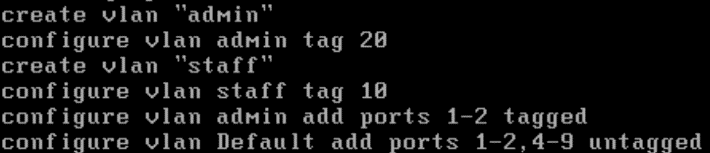 create vlan "admin"
configure vlan admin tag 20
create vlan "staff"
configure vlan staff tag 10
configure vlan admin add ports 1-2 tagged
configure vlan Default add ports 1-2,4-9 untagged